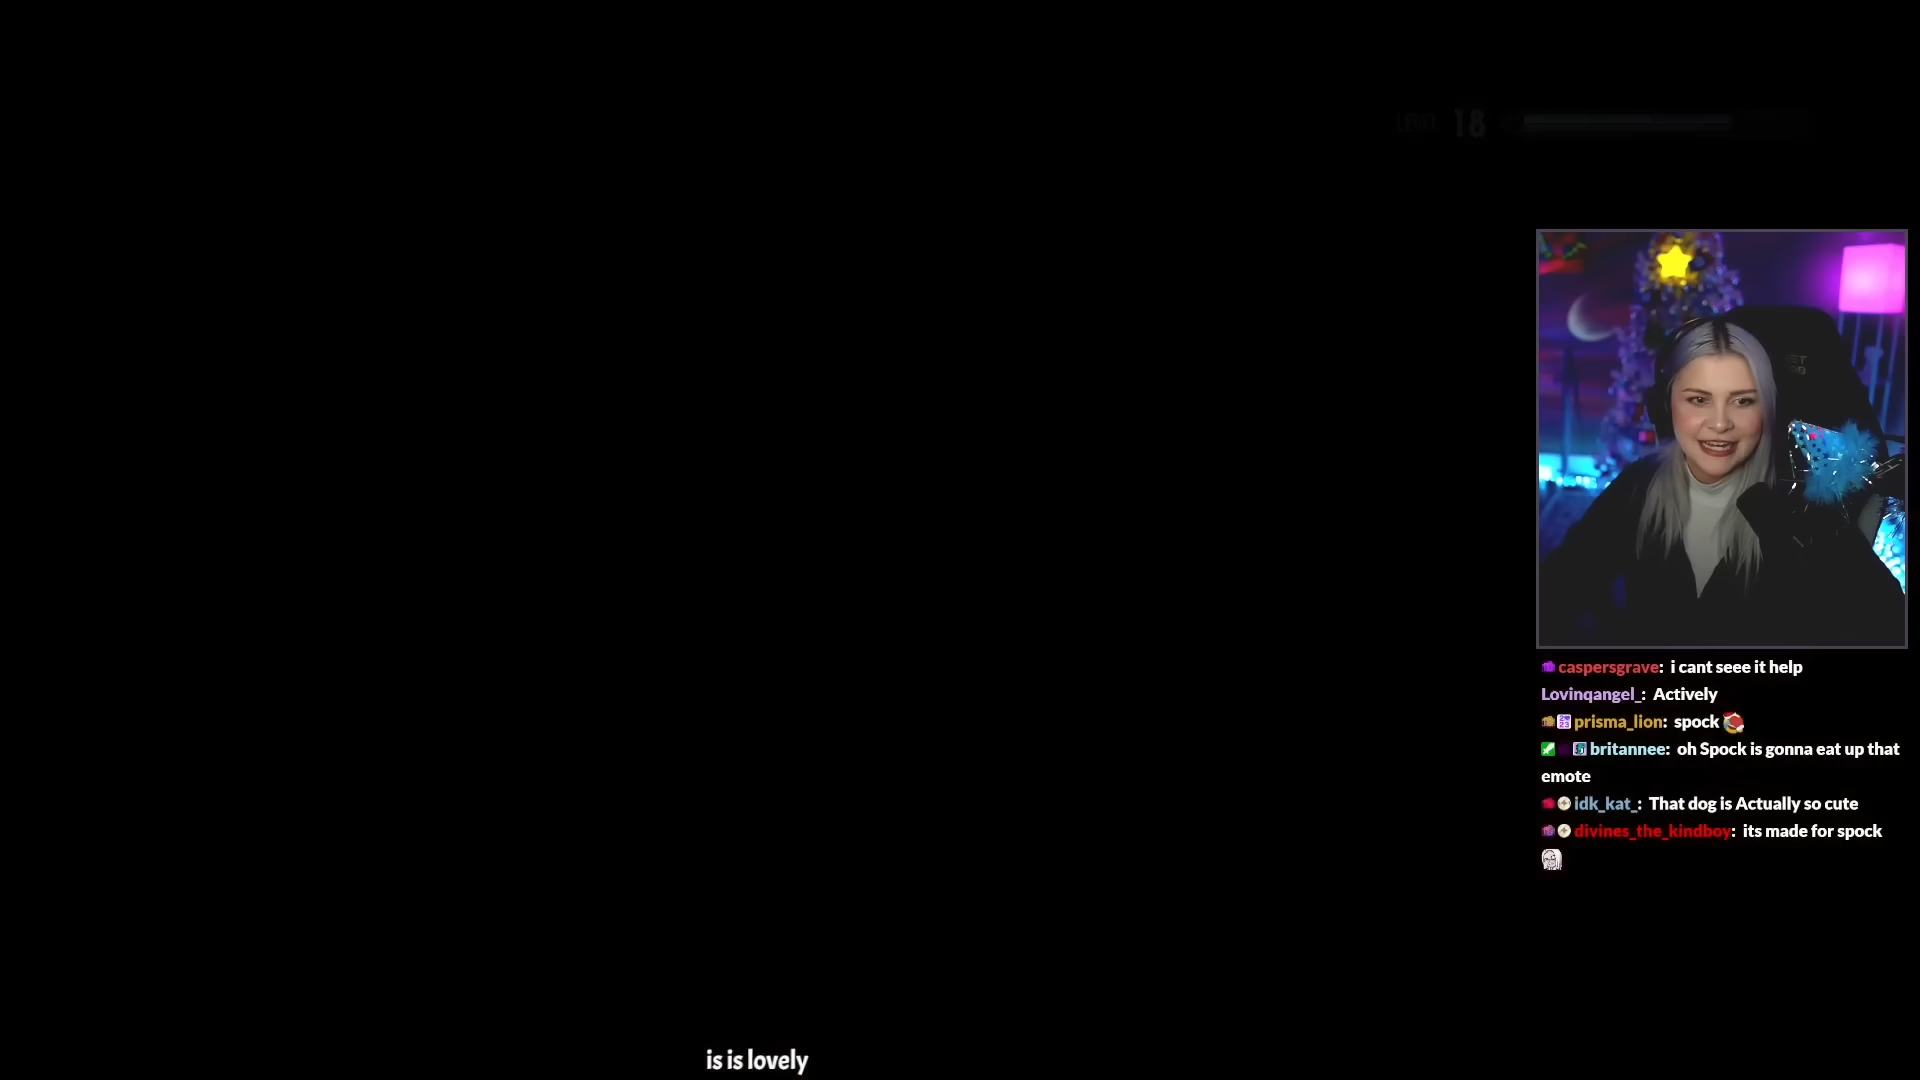 LEVEL 18
caspersgrave: i cant seee it help
Lovinqangel_: Actively
prisma_lion: spock
britannee: oh Spock is gonna eat up that
emote
idk_kat_: That dog is Actually so cute
divines_the_kindboy: its made for spock
is is lovely